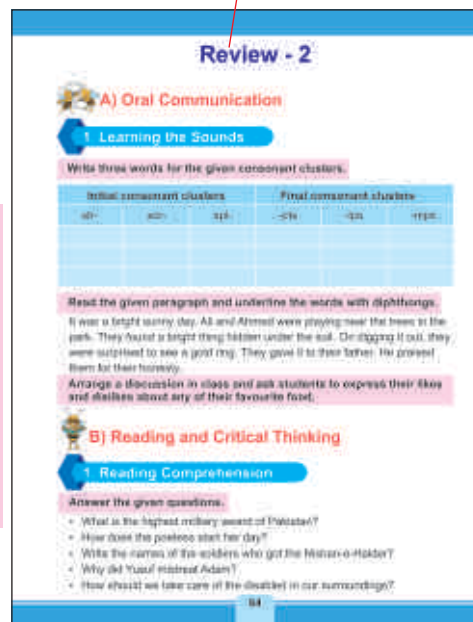 Review - 2
A) Oral Communication
1 Learning the Sounds
Write three words for the given consonant clusters.
Initial consonant clusters Final consonant clusters
spl-
Read the given paragraph and underline the words with diphthongs.
It was a bright sunny day. Ali and Ahmed were playing near the trees in the
park. They found a bright thing hidden under the soil. On digging it out, they
were surprised to see a gold ring. They gave it to their father. He praised
them for their honesty.
Arrange a discussion in class and ask students to express their likes
and dislikes about any of their favourite food.
B) Reading and Critical Thinking
1 Reading Comprehension
Answer the given questions.
• What is the highest military award of Pakistan?
• How does the poetess start her day?
• Write the names of the soldiers who got the Nishan-e-Haider?
• Why did Yusuf mistreat Adam?
• How should we take care of the disabled in our surroundings?